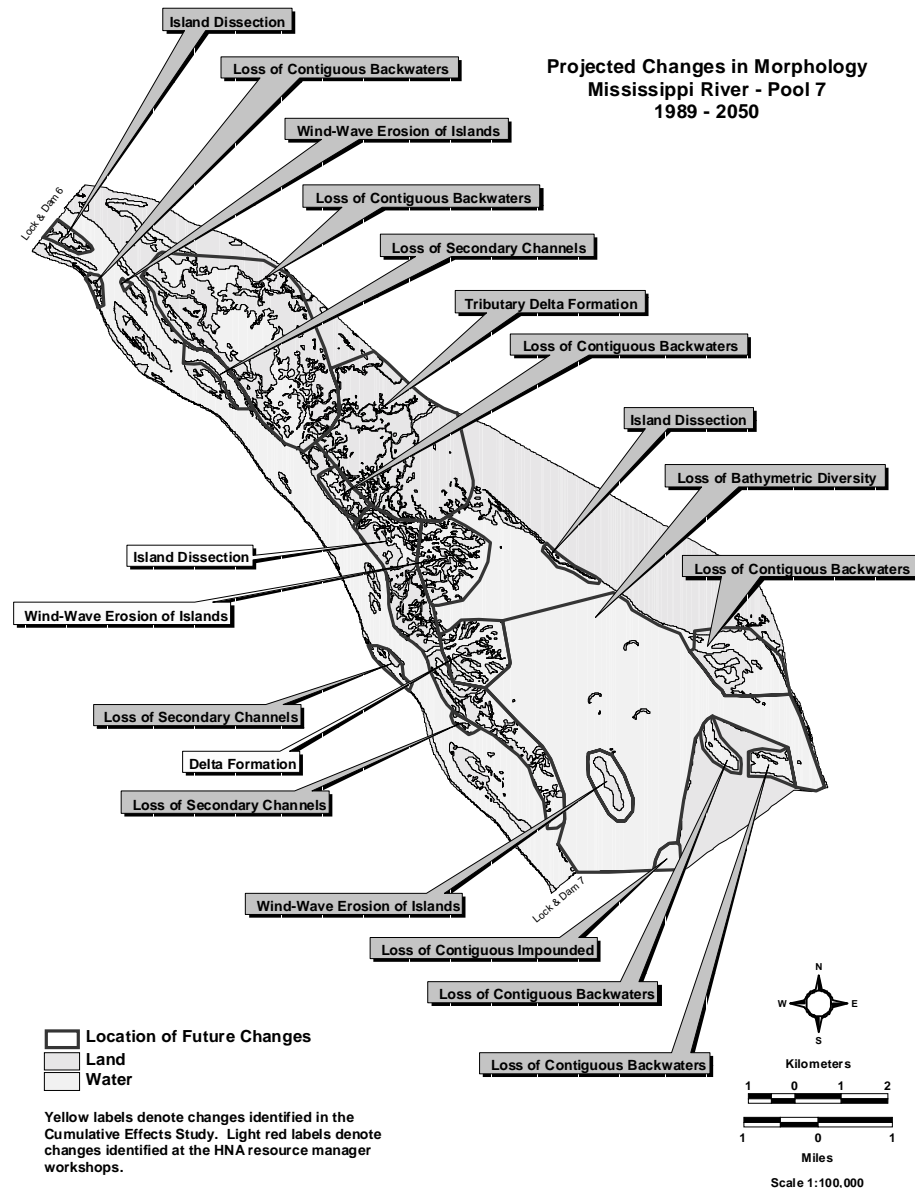 Island Dissection
Loss of Contiguous Backwaters
Projected Changes in Morphology
Mississippi River - Pool 7
1989 - 2050
Wind-Wave Erosion of Islands
Lock & Dam 6
Loss of Contiguous Backwaters
Loss of Secondary Channels
Tributary Delta Formation
Loss of Contiguous Backwaters
Island Dissection
Loss of Bathymetric Diversity
Island Dissection
Loss of Contiguous Backwaters
Wind-Wave Erosion of Islands
Loss of Secondary Channels
Delta Formation
Loss of Secondary Channels
Lock & Dam 7
Wind-Wave Erosion of Islands
Loss of Contiguous Impounded
Loss of Contiguous Backwaters
Loss of Contiguous Backwaters
N
W E
S
Location of Future Changes
Land
Water
Kilometers
1 0 1 2
1 0 1
Miles
Scale 1:100,000
Yellow labels denote changes identified in the
Cumulative Effects Study. Light red labels denote
changes identified at the HNA resource manager
workshops.